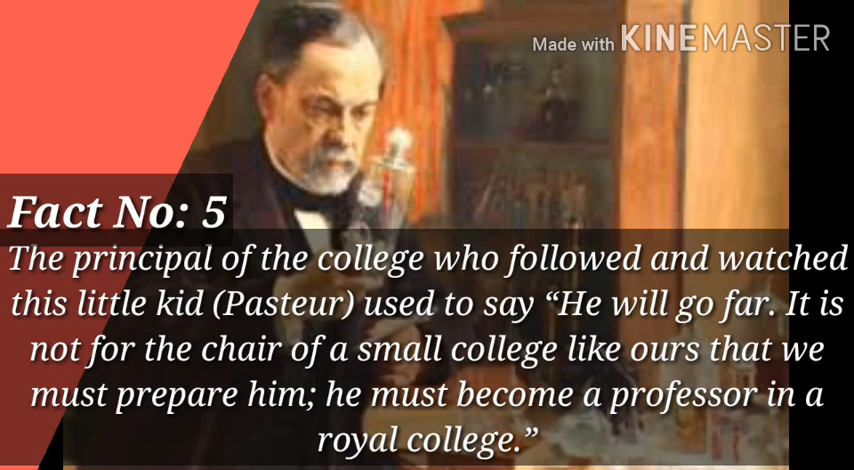 Made with KINEMASTER
Fact No: 5
The principal of the college who followed and watched
this little kid (Pasteur) used to say “He will go far. It is
not for the chair of a small college like ours that we
must prepare him; he must become a professor in a
royal college.”